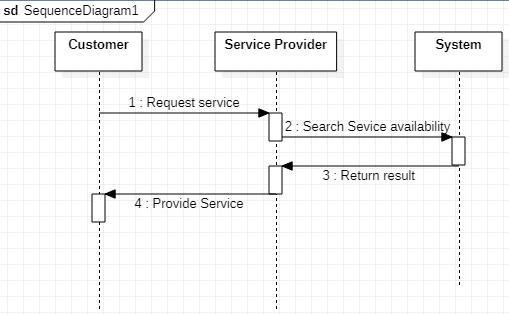 sd SequenceDiagram1
Customer
Service Provider
System
1 : Request service
2 : Search Sevice availability
3 : Return result
4 : Provide Service